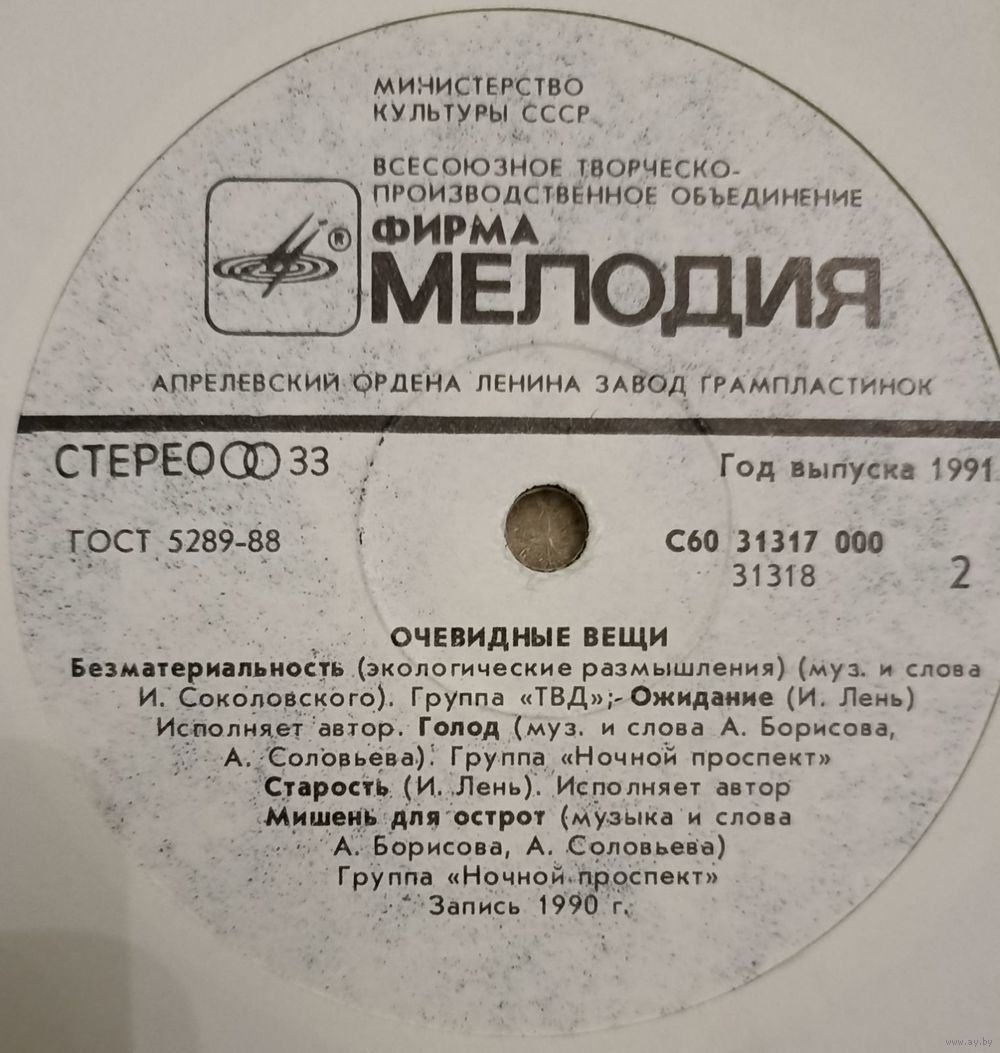 МИНИСТЕРСТВО
КУЛЬТУРЫ СССР
ВСЕСОЮЗНОЕ ТВОРЧЕСКО-
ПРОИЗВОДСТВЕННОЕ ОБЪЕДИНЕНИЕ
ФИРМА
®
МЕЛОДИЯ
АПРЕЛЕВСКИЙ ОРДЕНА ЛЕНИНА ЗАВОД ГРАМПЛАСТИНОК
СТЕРЕО 33
Год выпуска 1991
ГОСТ 5289-88
С60 31317 000
31318
2
ОЧЕВИДНЫЕ ВЕЩИ
Безматериальность (экологические размышления) (муз. и слова
И. Соколовского). Группа «ТВД»;- Ожидание (И. Лень)
Исполняет автор. Голод (муз. и слова А. Борисова,
А. Соловьева). Группа «Ночной проспект»
Старость (И. Лень). Исполняет автор
Мишень для острот (музыка и слова
А. Борисова, А. Соловьева)
Группа «Ночной проспект»
Запись 1990 г.
www.ay.by